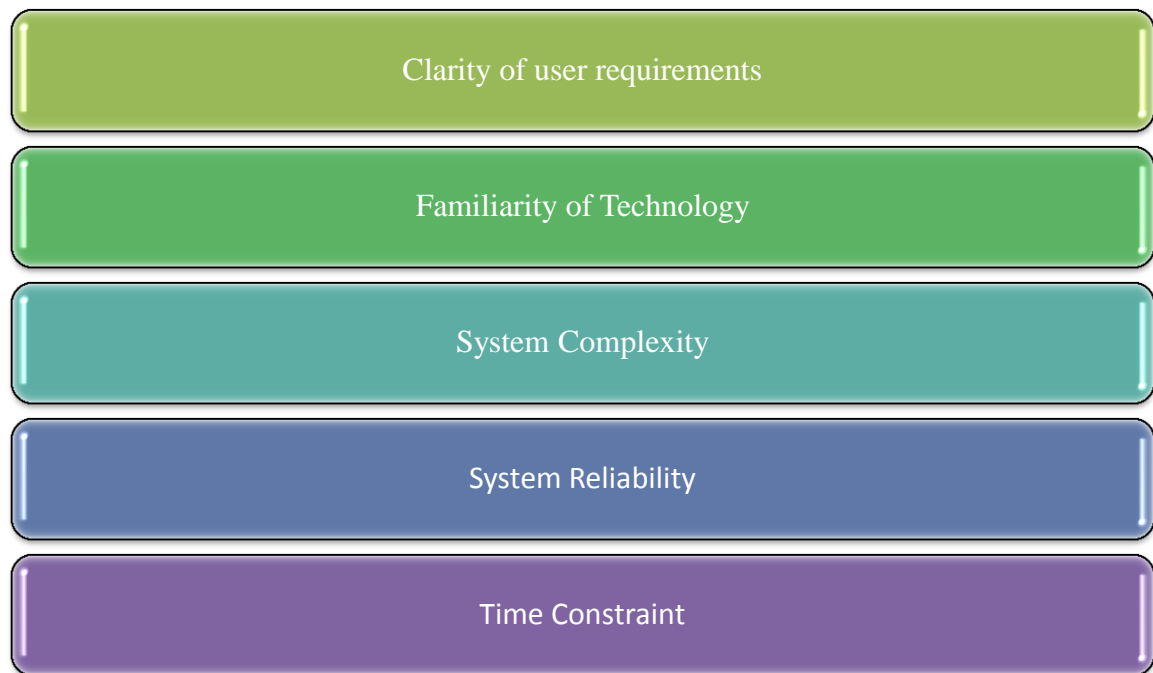 Clarity of user requirements
Familiarity of Technology
System Complexity
System Reliability
Time Constraint